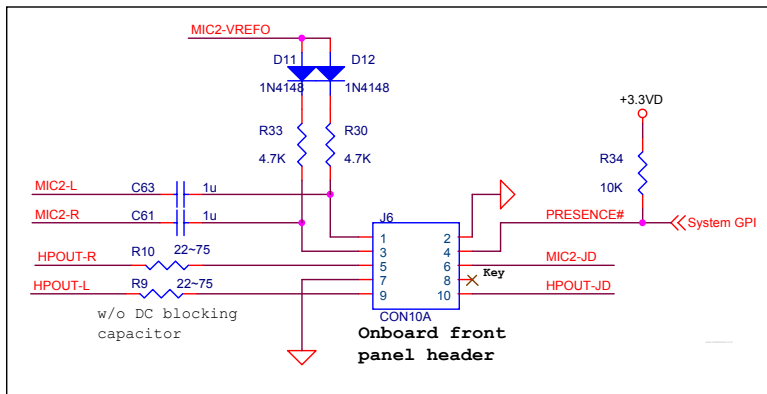 MIC2-VREFO
D11 D12
1N4148 1N4148
+3.3VD
R33 R30
4.7K 4.7K
R34
10K
MIC2-L C63 1u
J6
MIC2-R C61 1u
PRESENCE# System GPI
1 2
3 4
HPOUT-R R10 22~75 5 6 MIC2-JD
7 8 Key
HPOUT-L R9 22~75 9 10 HPOUT-JD
w/o DC blocking
capacitor
CON10A
Onboard front
panel header